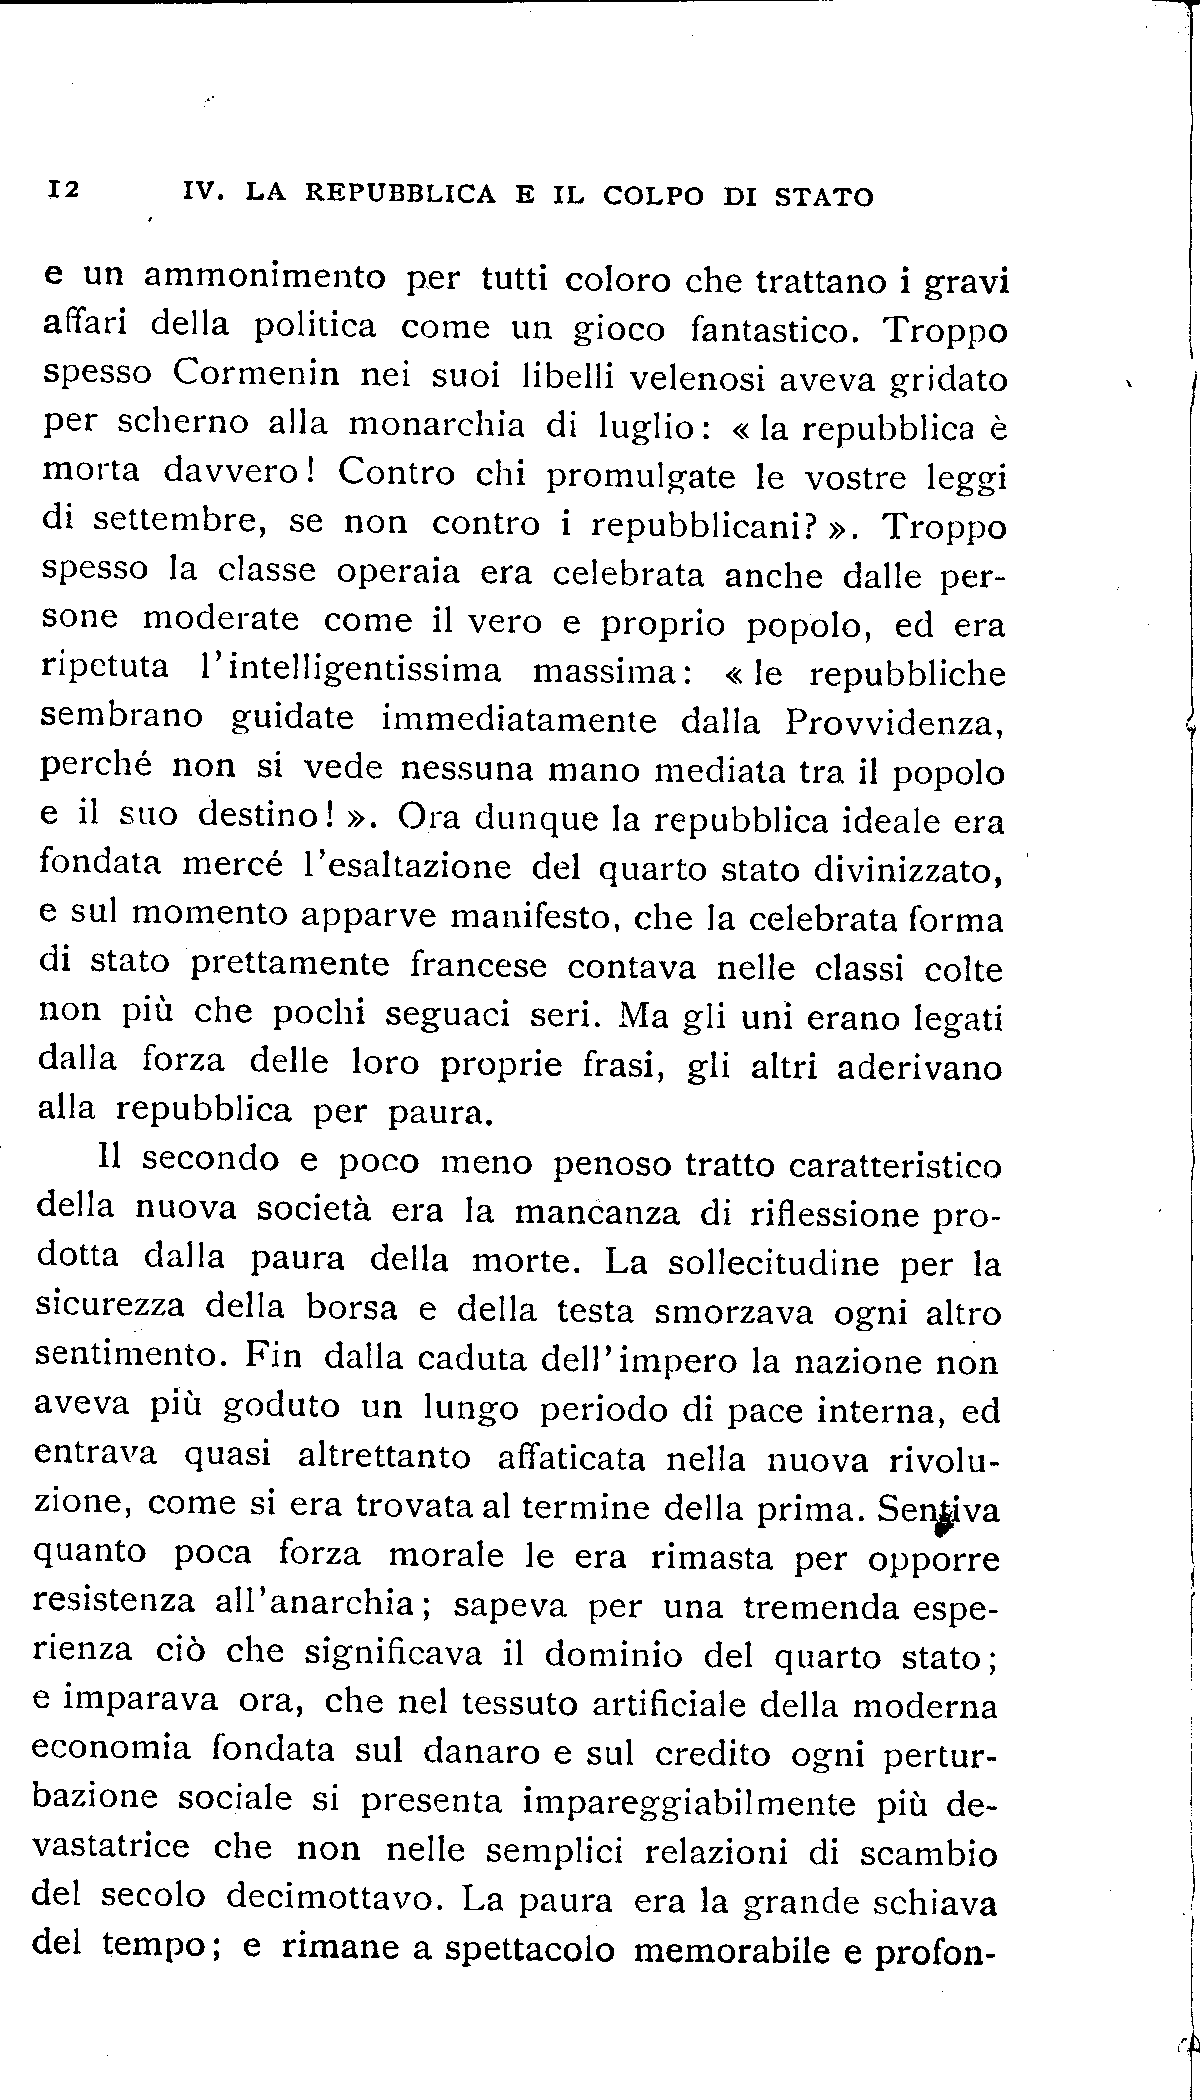 12 IV. LA REPUBBLICA E IL COLPO DI STATO
e un ammonimento per tutti coloro che trattano i gravi
affari della politica come un gioco fantastico. Troppo
spesso Cormenin nei suoi libelli velenosi aveva gridato
per scherno alla monarchia di luglio: « la repubblica è
morta davvero! Contro chi promulgate le vostre leggi
di settembre, se non contro i repubblicani? ». Troppo
spesso la classe operaia era celebrata anche dalle per-
sone moderate come il vero e proprio popolo, ed era
ripetuta l'intelligentissima massima: « le repubbliche
sembrano guidate immediatamente dalla Provvidenza,
perché non si vede nessuna mano mediata tra il popolo
e il suo destino! ». Ora dunque la repubblica ideale era
fondata mercé l'esaltazione del quarto stato divinizzato,
e sul momento apparve manifesto, che la celebrata forma
di stato prettamente francese contava nelle classi colte
non più che pochi seguaci seri. Ma gli uni erano legati
dalla forza delle loro proprie frasi, gli altri aderivano
alla repubblica per paura.
Il secondo e poco meno penoso tratto caratteristico
della nuova società era la mancanza di riflessione pro-
dotta dalla paura della morte. La sollecitudine per la
sicurezza della borsa e della testa smorzava ogni altro
sentimento. Fin dalla caduta dell'impero la nazione non
aveva più goduto un lungo periodo di pace interna, ed
entrava quasi altrettanto affaticata nella nuova rivolu-
zione, come si era trovata al termine della prima. Sentiva
quanto poca forza morale le era rimasta per opporre
resistenza all'anarchia; sapeva per una tremenda espe-
rienza ciò che significava il dominio del quarto stato;
e imparava ora, che nel tessuto artificiale della moderna
economia fondata sul danaro e sul credito ogni pertur-
bazione sociale si presenta impareggiabilmente più de-
vastatrice che non nelle semplici relazioni di scambio
del secolo decimottavo. La paura era la grande schiava
del tempo; e rimane a spettacolo memorabile e profon-